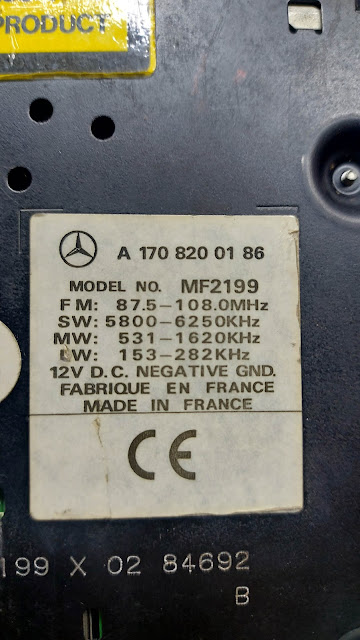 PRODUCT
A 170 820 01 86
MODEL NO. MF2199
FM: 87.5-108.0MHz
SW: 5800-6250KHz
MW: 531-1620KHz
LW: 153-282KHz
12V D.C. NEGATIVE GND.
FABRIQUE EN FRANCE
MADE IN FRANCE
CE
199 X 02 84692
B